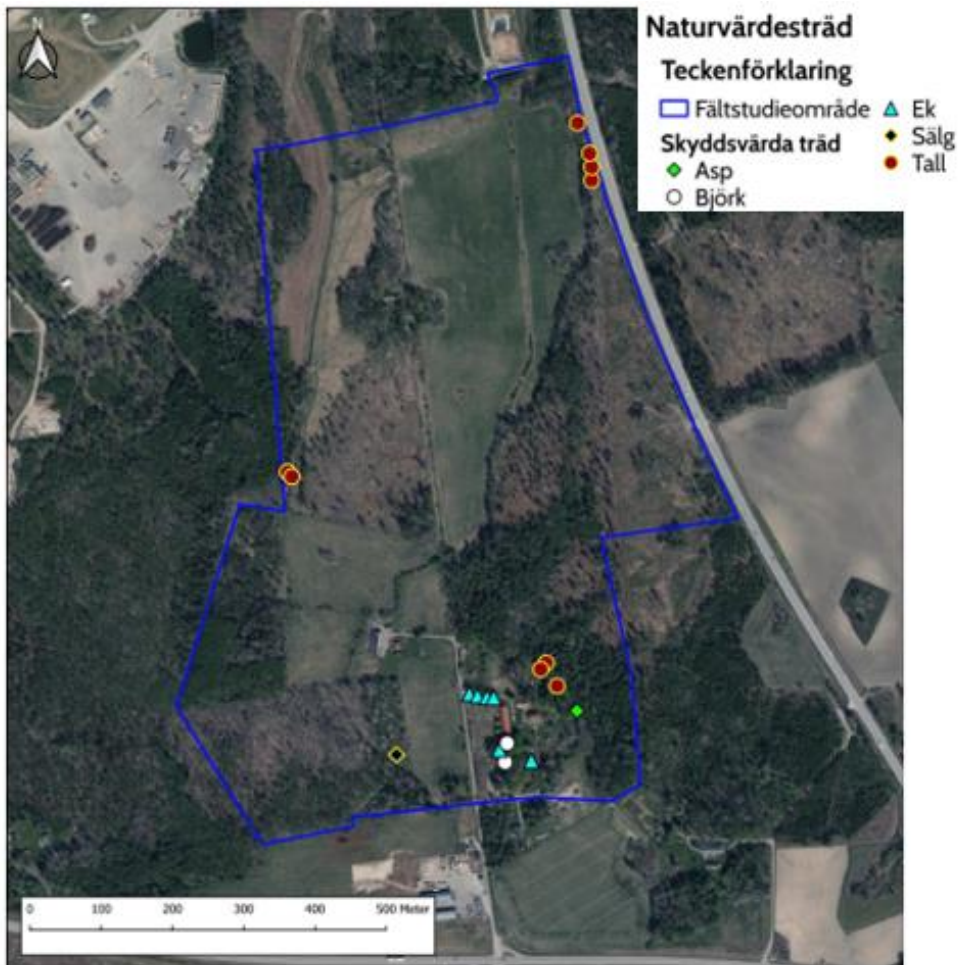 N
Naturvärdesträd
Teckenförklaring
Fältstudieområde
Skyddsvärda träd
Asp
Björk
Ek
Sälg
Tall
0 100 200 300 400 500 Meter